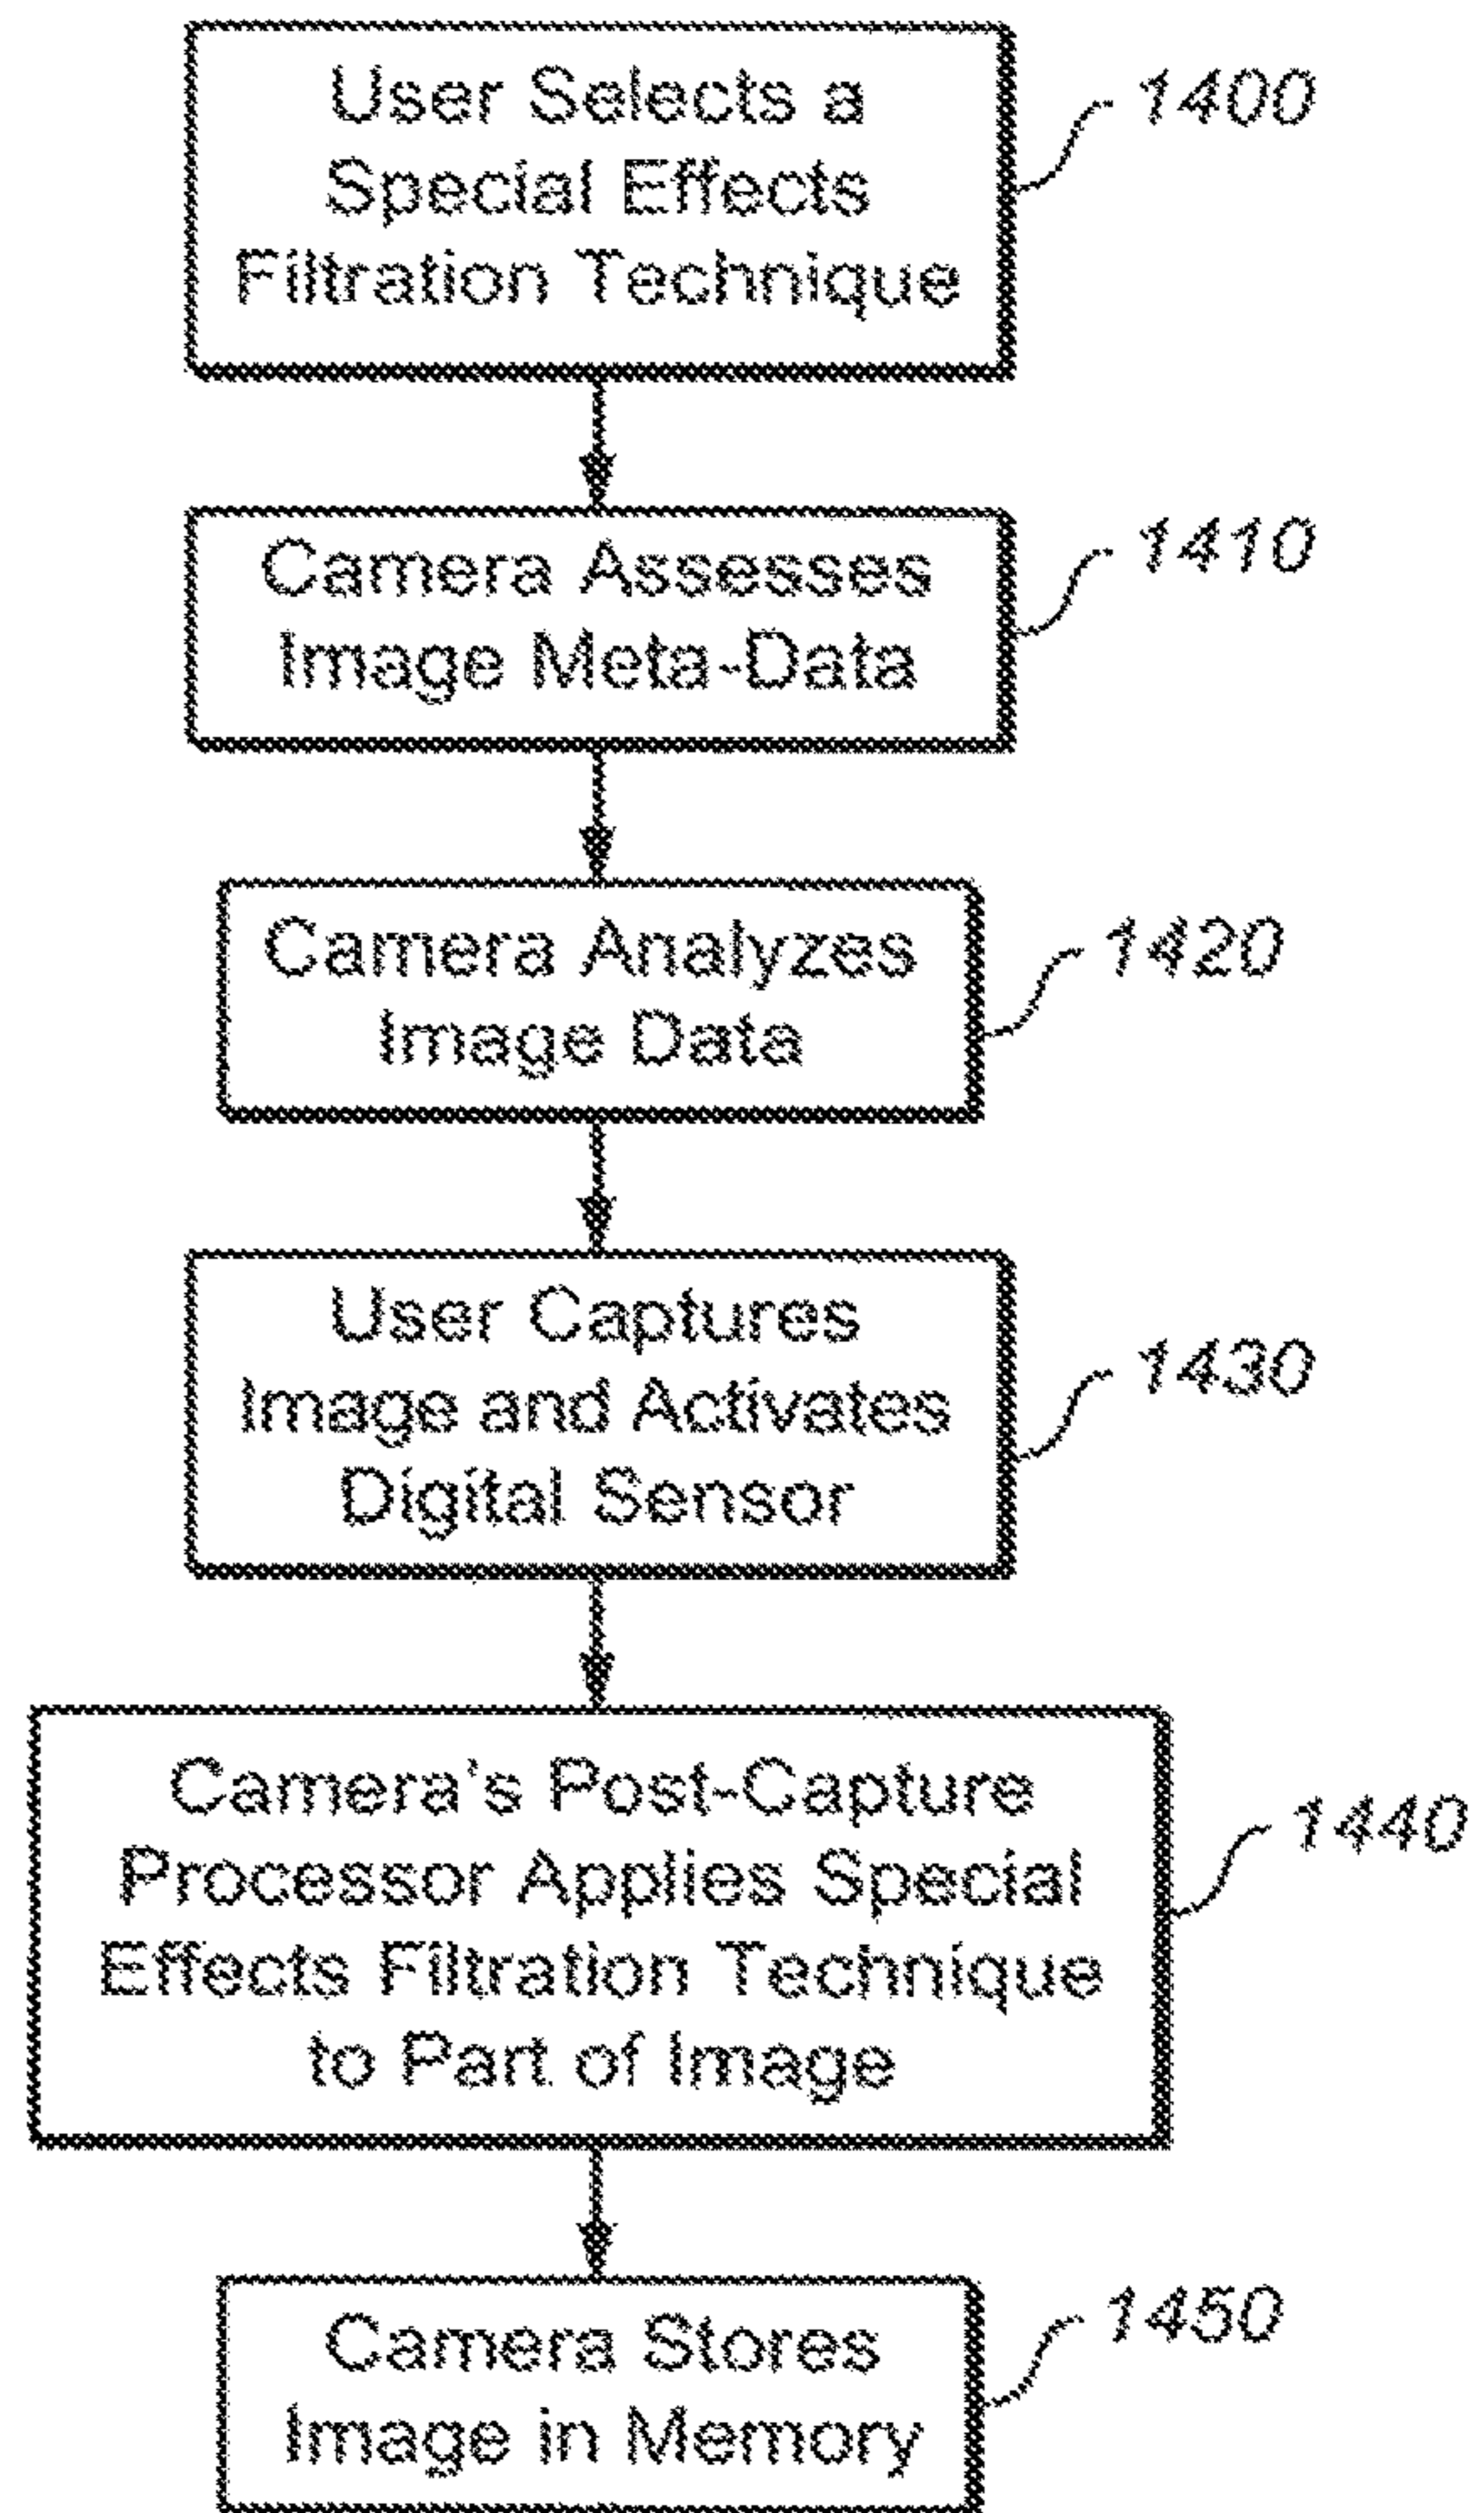 User Selects a
Special Effects
Filtration Technique
1400
Camera Assesses
Image Meta-Data
1410
Camera Analyzes
Image Data
1420
User Captures
Image and Activates
Digital Sensor
1430
Camera's Post-Capture
Processor Applies Special
Effects Filtration Technique
to Part of Image
1440
Camera Stores
Image in Memory
1450